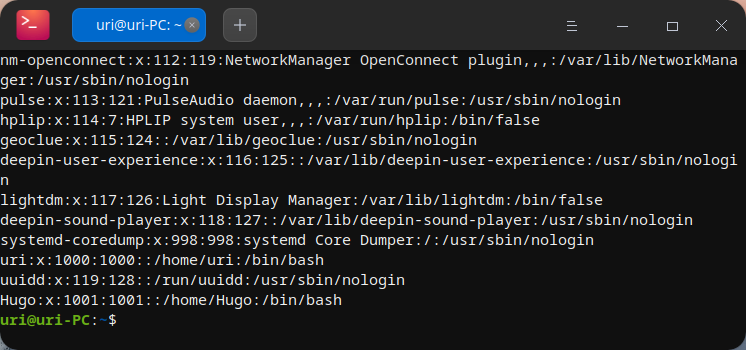 uri@uri-PC: ~
nm-openconnect:x:112:119:NetworkManager OpenConnect plugin,,,:/var/lib/NetworkMana
ger:/usr/sbin/nologin
pulse:x:113:121:PulseAudio daemon,,,:/var/run/pulse:/usr/sbin/nologin
hplip:x:114:7:HPLIP system user,,,:/var/run/hplip:/bin/false
geoclue:x:115:124::/var/lib/geoclue:/usr/sbin/nologin
deepin-user-experience:x:116:125::/var/lib/deepin-user-experience:/usr/sbin/nologi
n
lightdm:x:117:126:Light Display Manager:/var/lib/lightdm:/bin/false
deepin-sound-player:x:118:127::/var/lib/deepin-sound-player:/usr/sbin/nologin
systemd-coredump:x:998:998:systemd Core Dumper:/:/usr/sbin/nologin
uri:x:1000:1000::/home/uri:/bin/bash
uuidd:x:119:128::/run/uuidd:/usr/sbin/nologin
Hugo:x:1001:1001::/home/Hugo:/bin/bash
uri@uri-PC:~$